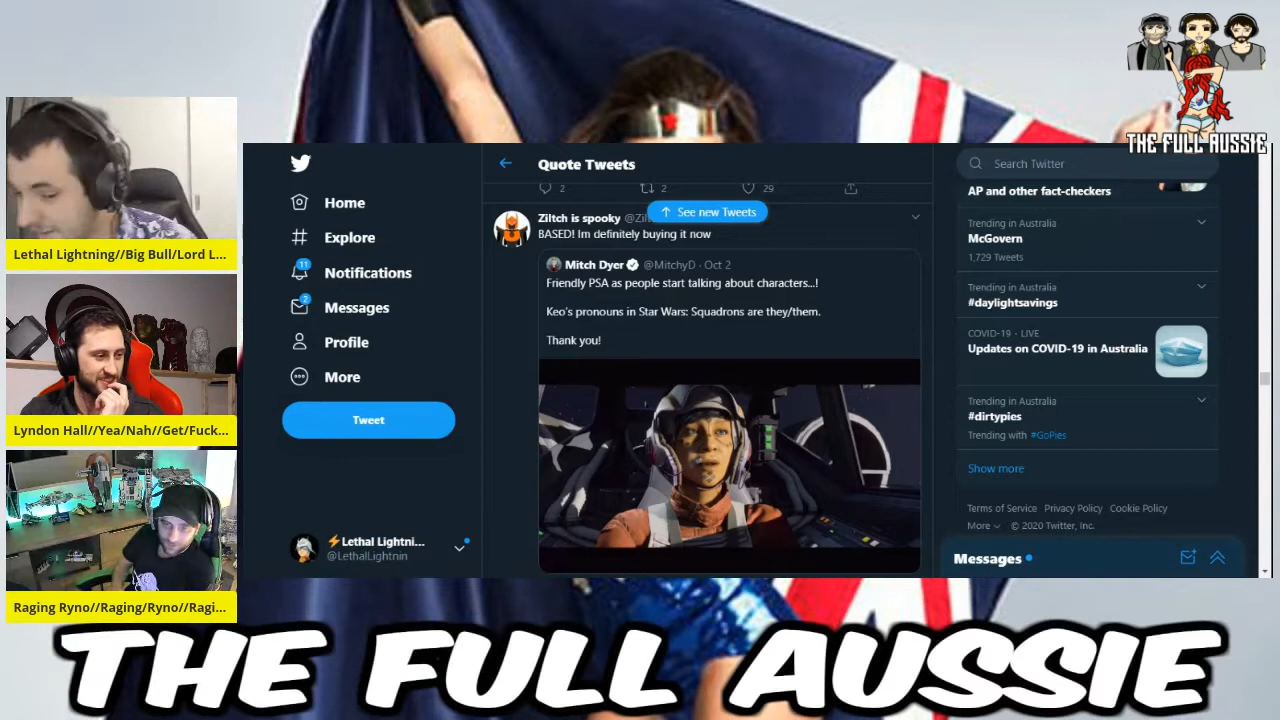 THE FULL AUSSIE
Lethal Lightning//Big Bull/Lord L...
Lyndon Hall//Yea/Nah//Get/Fuck...
Raging Ryno//Raging/Ryno//Ragi...
Home
Explore
11
Notifications
2
Messages
Profile
More
Tweet
⚡Lethal Lightni...
@LethalLightnin
Quote Tweets
2 2 29
See new Tweets
Ziltch is spooky
BASED! Im definitely buying it now
Mitch Dyer @MitchyD · Oct 2
Friendly PSA as people start talking about characters...!
Keo's pronouns in Star Wars: Squadrons are they/them.
Thank you!
Search Twitter
AP and other fact-checkers
Trending in Australia
McGovern
1,729 Tweets
Trending in Australia
#daylightsavings
COVID-19 · LIVE
Updates on COVID-19 in Australia
Trending in Australia
#dirtypies
Trending with #GoPies
Show more
Terms of Service Privacy Policy Cookie Policy
More © 2020 Twitter, Inc.
Messages
THE FULL AUSSIE